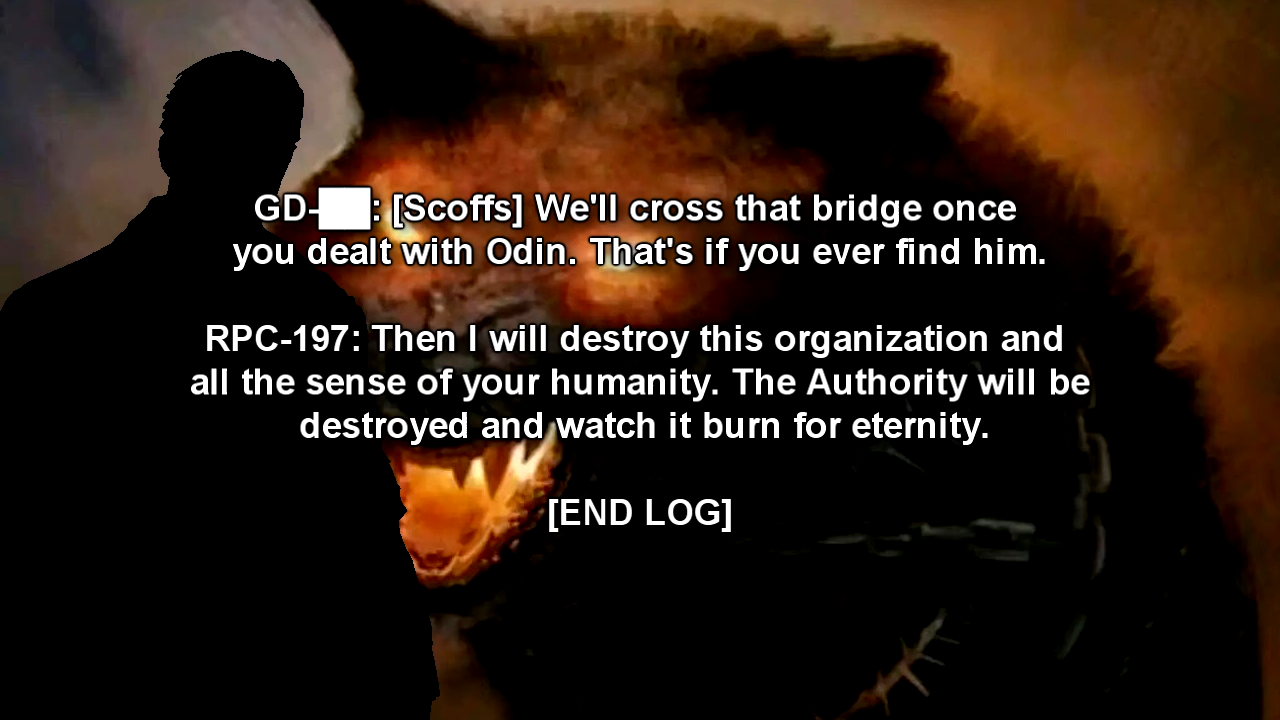 GD-██: [Scoffs] We'll cross that bridge once
you dealt with Odin. That's if you ever find him.
RPC-197: Then I will destroy this organization and
all the sense of your humanity. The Authority will be
destroyed and watch it burn for eternity.
[END LOG]